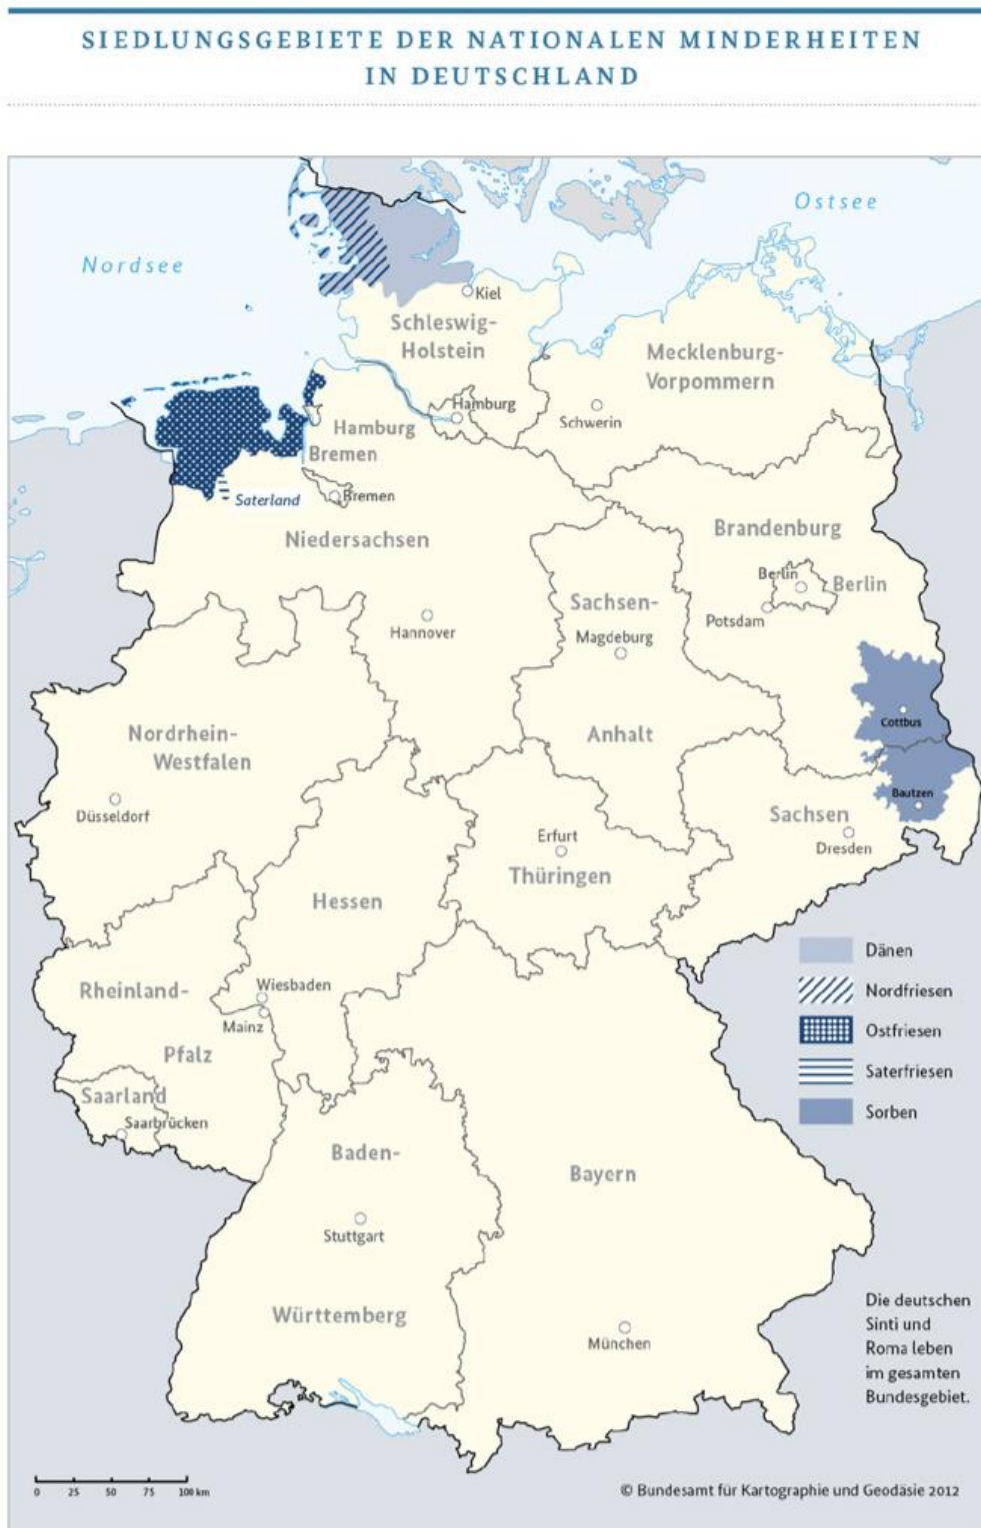 SIEDLUNGSGEBIETE DER NATIONALEN MINDERHEITEN
IN DEUTSCHLAND
Ostsee
Nordsee
Kiel
Schleswig-
Holstein
Mecklenburg-
Vorpommern
Hamburg
Schwerin
Hamburg
Bremen
Saterland
Bremen
Niedersachsen
Brandenburg
Berlin
Berlin
Potsdam
Sachsen-
Magdeburg
Hannover
Anhalt
Cottbus
Nordrhein-
Westfalen
Düsseldorf
Bautzen
Sachsen
Dresden
Erfurt
Thüringen
Hessen
Dänen
Nordfriesen
Ostfriesen
Saterfriesen
Sorben
Rheinland-
Wiesbaden
Mainz
Pfalz
Saarland
Saarbrücken
Baden-
Bayern
Stuttgart
Württemberg
München
Die deutschen
Sinti und
Roma leben
im gesamten
Bundesgebiet.
0 25 50 75 100 km
© Bundesamt für Kartographie und Geodäsie 2012